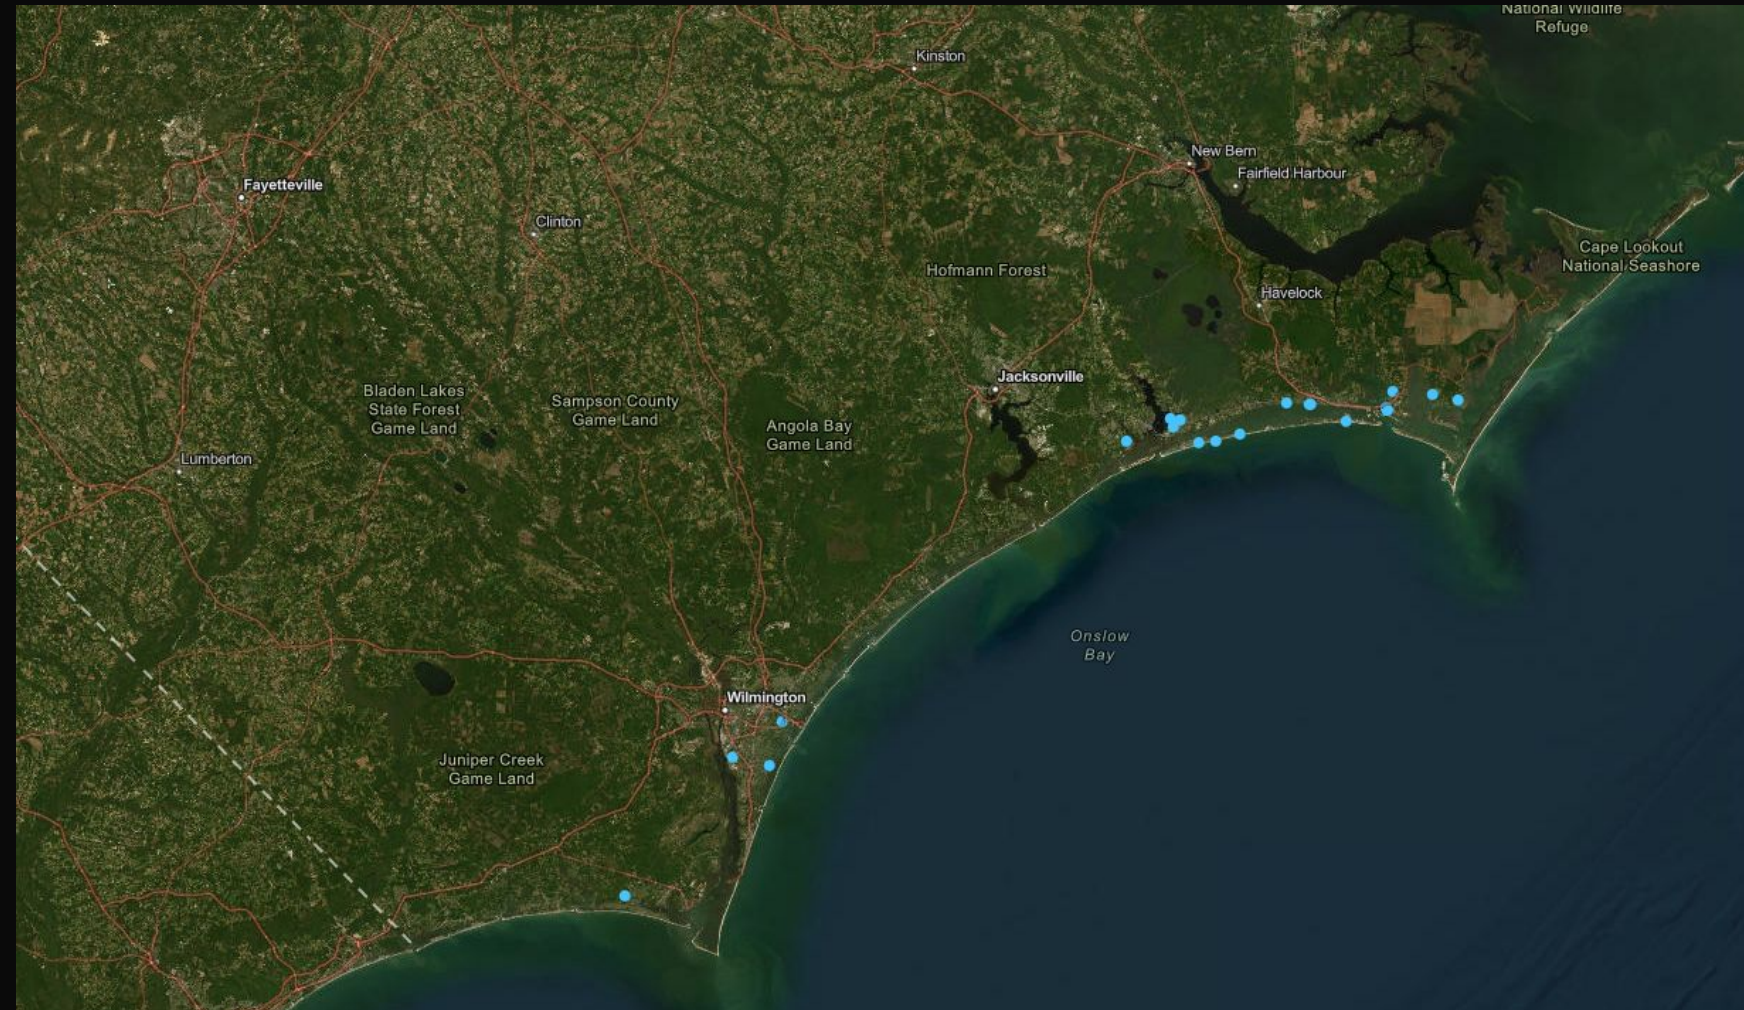 National Wildlife
Refuge
Kinston
New Bern
Fairfield Harbour
Fayetteville
Clinton
Cape Lookout
National Seashore
Hofmann Forest
Havelock
Jacksonville
Bladen Lakes
State Forest
Game Land
Sampson County
Game Land
Angola Bay
Game Land
Lumberton
Onslow
Bay
Wilmington
Juniper Creek
Game Land